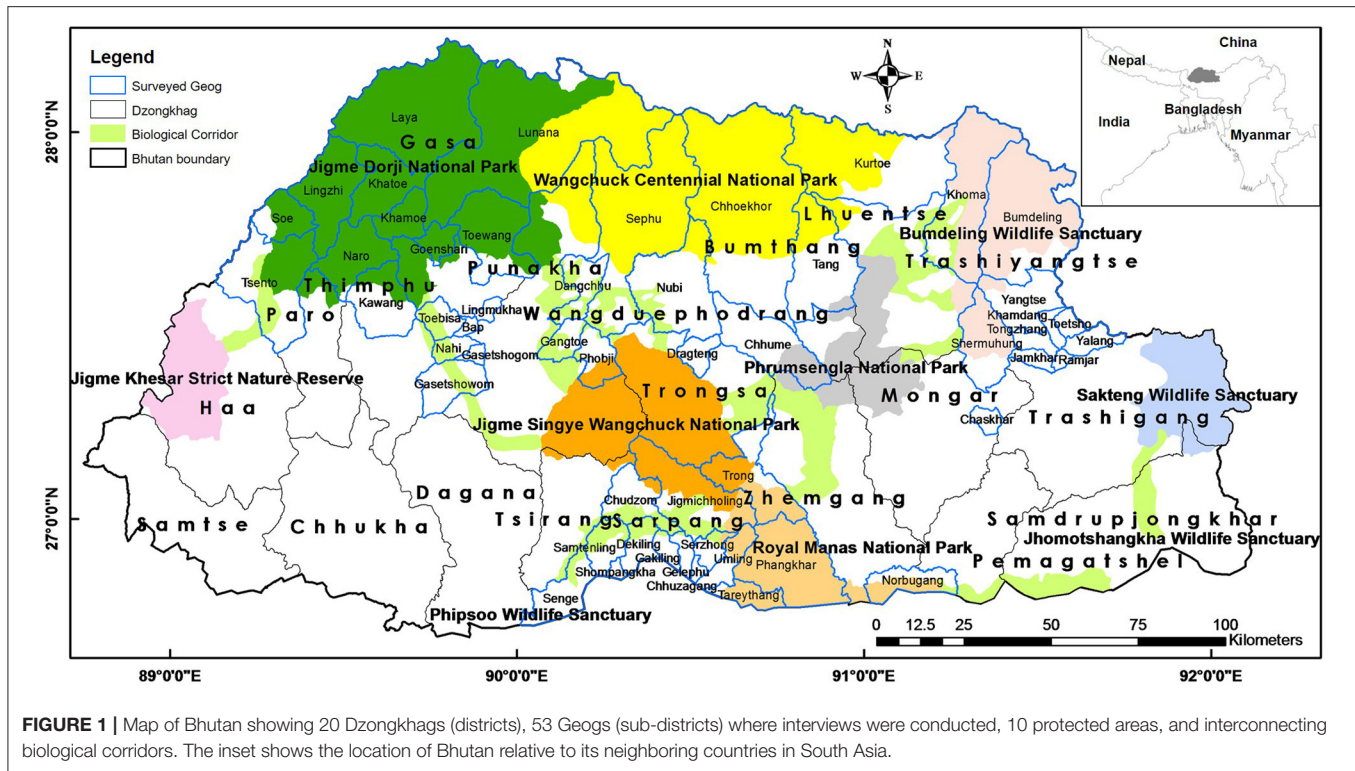 Legend
Surveyed Geog
Dzongkhag
Biological Corridor
Bhutan boundary
N
W E
S
China
Nepal
Bangladesh
India
Myanmar
28°0'0"N
27°0'0"N
Laya
Gasa
Lunana
Jigme Dorji National Park
Lingzhi
Khatoe
Soe
Khamoe
Goenshari
Toewang
Naro
Wangchuck Centennial National Park
Sephu
Chhoekhor
Kurtoe
Khoma
Lhuentse
Bumdeling
Bumdeling Wildlife Sanctuary
Bumthang
Tang
Trashiyangtse
Punakha
Tsento
Thimphu
Kawang
Dangchhu
Nubi
Paro
Toebisa
Lingmukha
Bap
Wangduephodrang
Yangtse
Khamdang
Tongzhang
Toetsho
Shermuhung
Yalang
Jamkhar
Ramjar
Nahi
Gasetshogom
Gangtoe
Phobji
Dragteng
Chhume
Phrumsengla National Park
Jigme Khesar Strict Nature Reserve
Haa
Gasetshowom
Trongsa
Mongar
Sakteng Wildlife Sanctuary
Chaskhar
Trashigang
Jigme Singye Wangchuck National Park
Trong
Dagana
Chudzom
Jigmichholing
Zhemgang
Samtse
Chhukha
Tsirang
Sarpang
Samdrupjongkhar
Samtenling
Dekiling
Serzhong
Royal Manas National Park
Jhomotshangkha Wildlife Sanctuary
Gakiling
Umling
Phangkhar
Pemagatshel
Shompangkha
Gelephu
Chhuzagang
Norbugang
Senge
Tareythang
Phipsoo Wildlife Sanctuary
0 12.5 25 50 75 100
Kilometers
89°0'0"E 90°0'0"E 91°0'0"E 92°0'0"E
FIGURE 1 | Map of Bhutan showing 20 Dzongkhags (districts), 53 Geogs (sub-districts) where interviews were conducted, 10 protected areas, and interconnecting
biological corridors. The inset shows the location of Bhutan relative to its neighboring countries in South Asia.